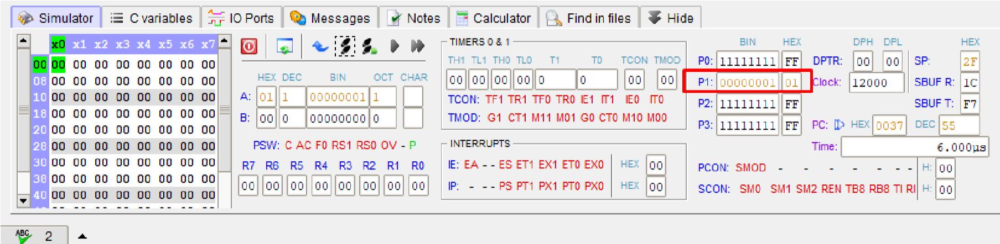 Simulator C variables IO Ports Messages Notes Calculator Find in files Hide
x0 x1 x2 x3 x4 x5 x6 x7
00 00 00 00 00 00 00 00 00
08 00 00 00 00 00 00 00 00
10 00 00 00 00 00 00 00 00
18 00 00 00 00 00 00 00 00
20 00 00 00 00 00 00 00 00
28 00 00 00 00 00 00 00 00
30 00 00 00 00 00 00 00 00
38 00 00 00 00 00 00 00 00
40 00 00 00 00 00 00 00 00
HEX DEC BIN OCT CHAR
A: 01 1 00000001 1
B: 00 0 00000000 0
PSW: C AC F0 RS1 RS0 OV - P
R7 R6 R5 R4 R3 R2 R1 R0
00 00 00 00 00 00 00 00
TIMERS 0 & 1
TH1 TL1 TH0 TL0 T1 T0 TCON TMOD
00 00 00 00 0 0 00 00
TCON: TF1 TR1 TF0 TR0 IE1 IT1 IE0 IT0
TMOD: G1 CT1 M11 M01 G0 CT0 M10 M00
INTERRUPTS
IE: EA - - ES ET1 EX1 ET0 EX0 HEX 00
IP: - - - PS PT1 PX1 PT0 PX0 HEX 00
BIN HEX
P0: 11111111 FF
P1: 00000001 01
P2: 11111111 FF
P3: 11111111 FF
DPH DPL
DPTR: 00 00
Clock: 12000
HEX
SP: 2F
SBUF R: 1C
SBUF T: F7
PC: HEX 0037 DEC 55
Time: 6.000µs
PCON: SMOD - - - - - - - H: 00
SCON: SM0 SM1 SM2 REN TB8 RB8 TI RI H: 00
ABC 2